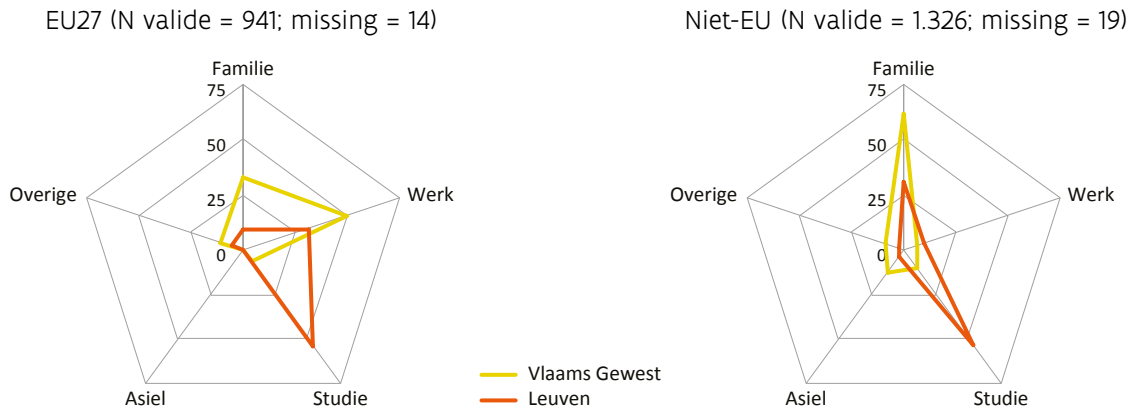 EU27 (N valide = 941; missing = 14)
Familie
75
50
25
0
Werk
Studie
Asiel
Overige
Niet-EU (N valide = 1.326; missing = 19)
Familie
75
50
25
0
Werk
Studie
Asiel
Overige
Vlaams Gewest
Leuven